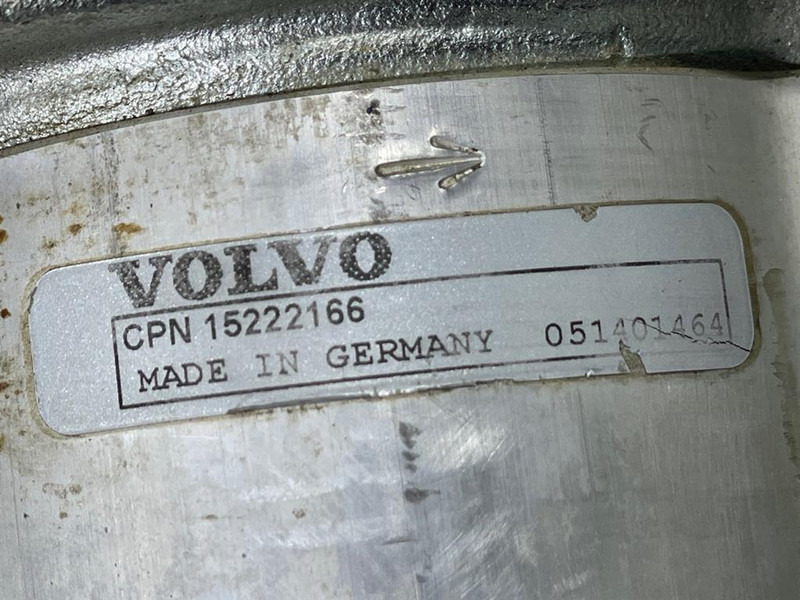 VOLVO
CPN 15222166
MADE IN GERMANY 051401464